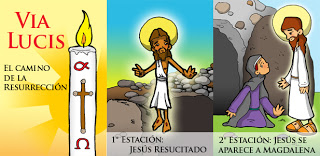 VIA
LUCIS
EL CAMINO
DE LA
RESURRECCIÓN
α
Ω
1ª ESTACIÓN:
JESÚS RESUCITADO
2ª ESTACIÓN: JESÚS SE
APARECE A MAGDALENA